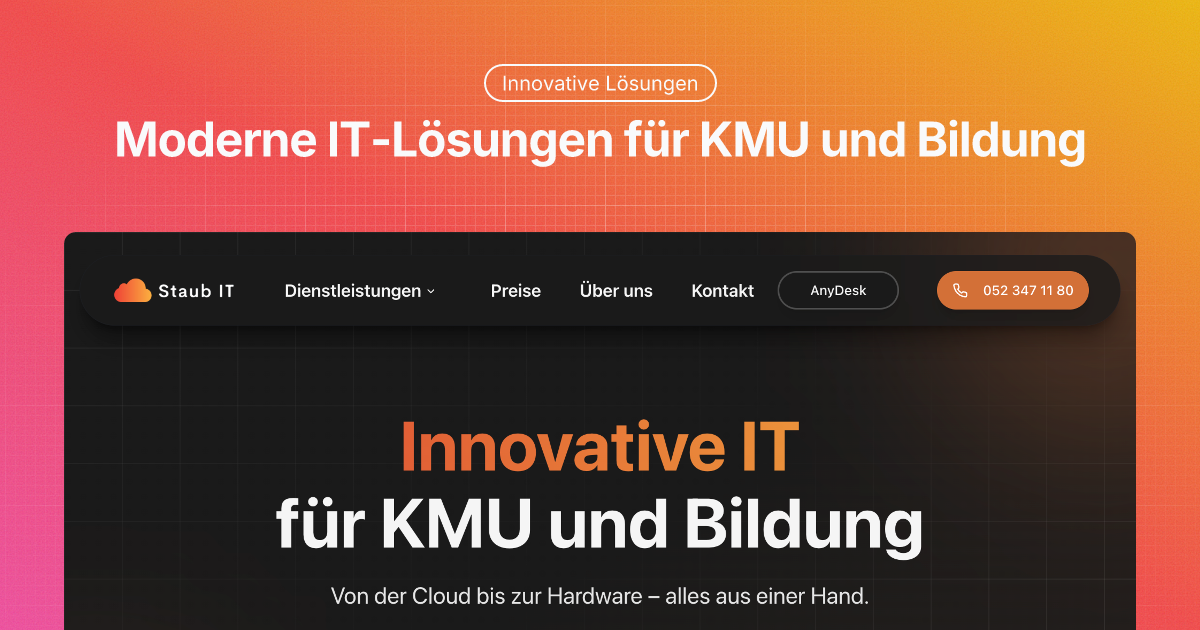 Innovative Lösungen
Moderne IT-Lösungen für KMU und Bildung
Staub IT Dienstleistungen Preise Über uns Kontakt AnyDesk 052 347 11 80
Innovative IT
für KMU und Bildung
Von der Cloud bis zur Hardware – alles aus einer Hand.